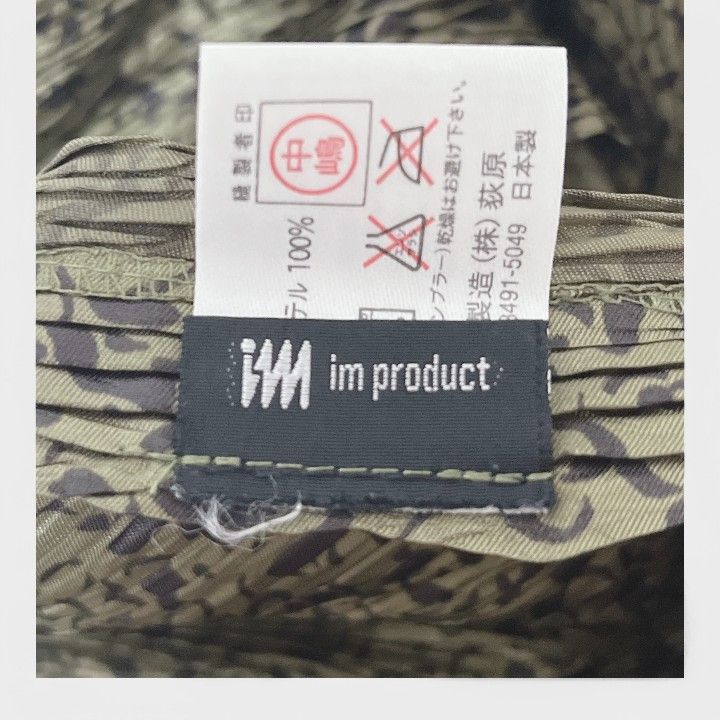 縫製者印
中嶋
テル 100%
ンブラー)乾燥はお避け下さい。
製造 (株) 荻原
3491-5049 日本製
im product